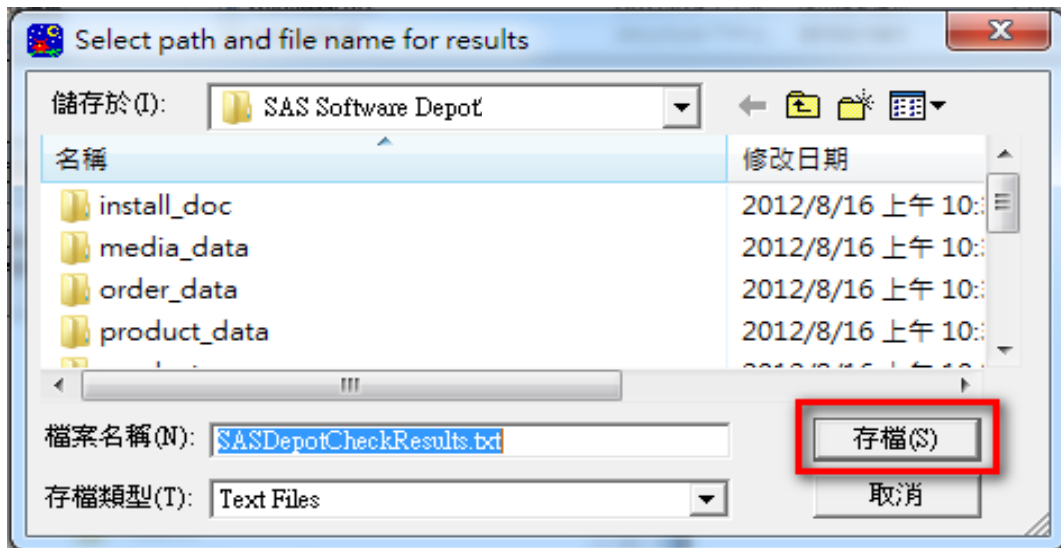 Select path and file name for results
儲存於(I): SAS Software Depot
名稱 修改日期
install_doc 2012/8/16 上午 10:
media_data 2012/8/16 上午 10:
order_data 2012/8/16 上午 10:
product_data 2012/8/16 上午 10:
檔案名稱(N): SASDepotCheckResults.txt 存檔(S)
存檔類型(T): Text Files 取消